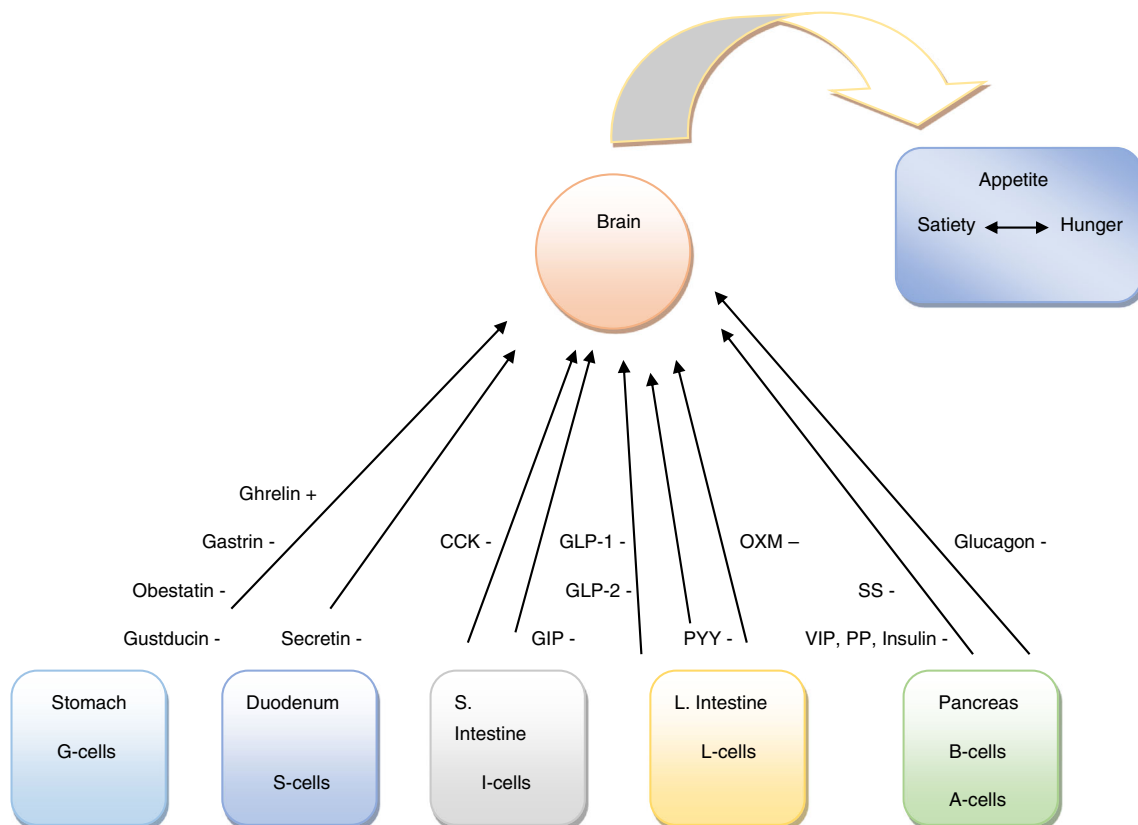 Appetite
Satiety Hunger
Brain
Ghrelin +
Gastrin -
Obestatin -
Gustducin -
Secretin -
CCK -
GLP-1 -
GLP-2 -
GIP -
OXM –
PYY -
Glucagon -
SS -
VIP, PP, Insulin -
Stomach
G-cells
Duodenum
S-cells
S.
Intestine
I-cells
L. Intestine
L-cells
Pancreas
B-cells
A-cells